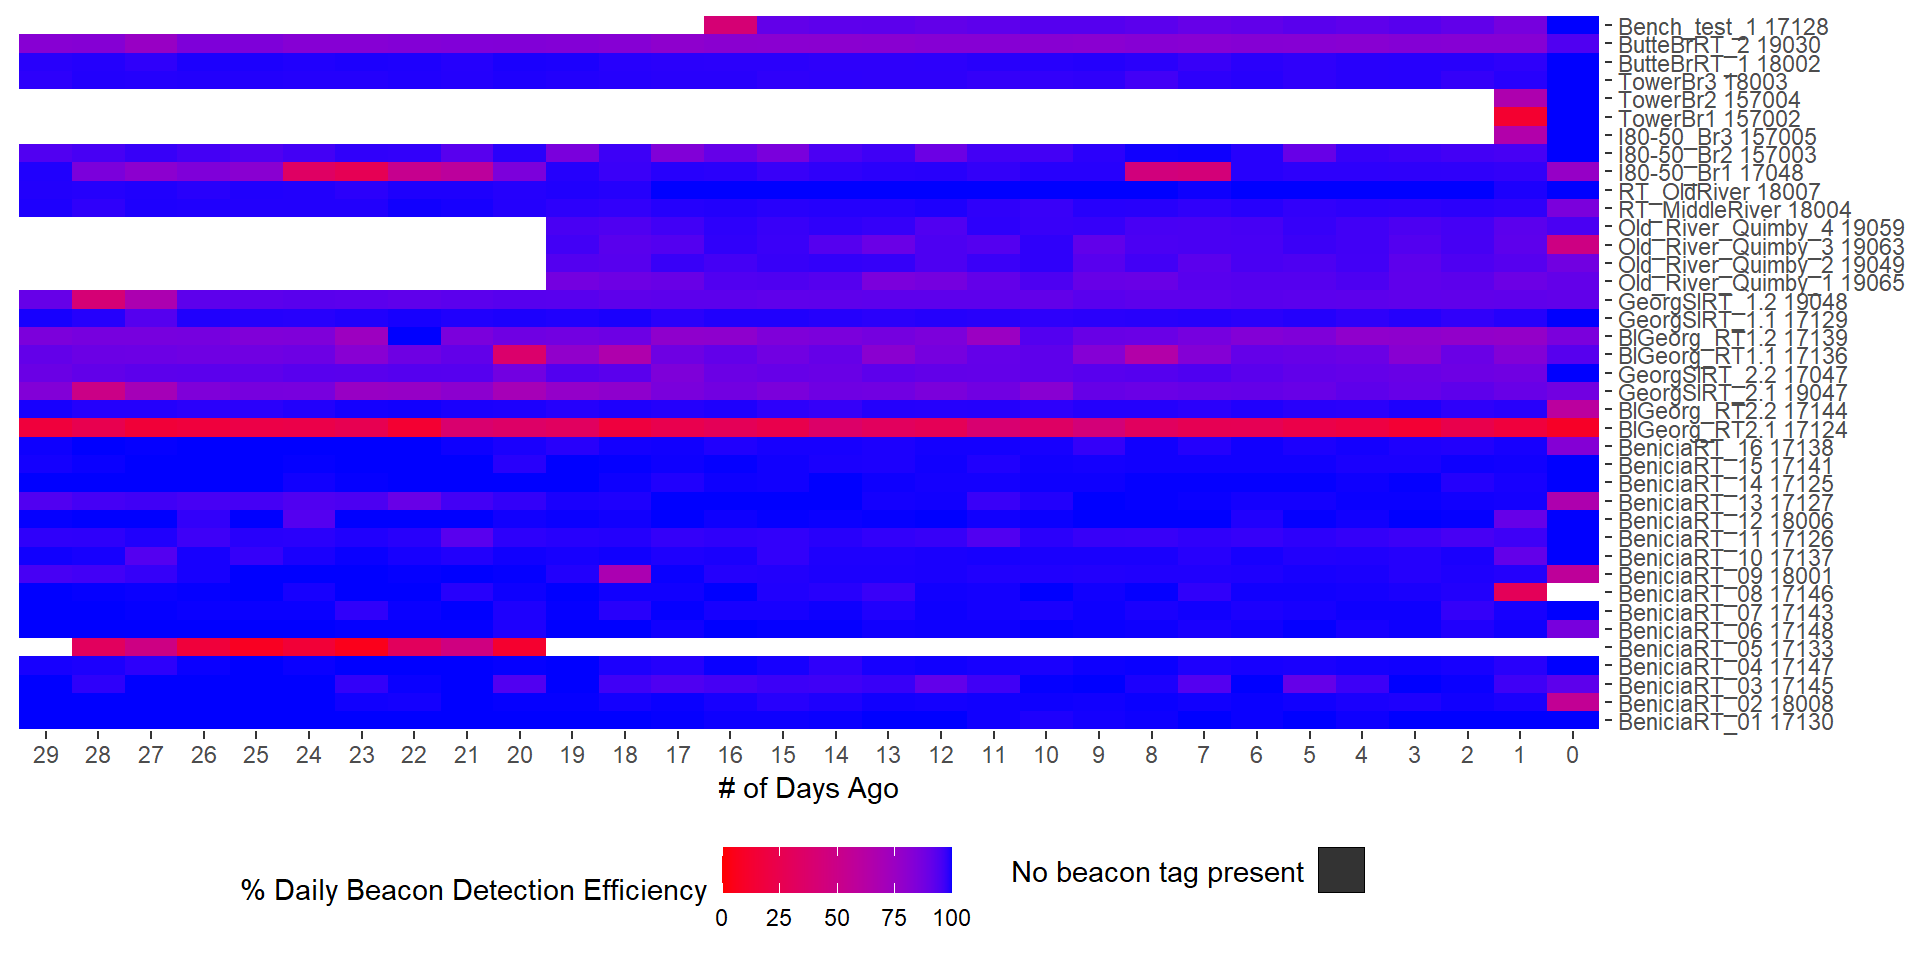 Bench_test_1 17128
ButteBrRT_2 19030
ButteBrRT_1 18002
TowerBr3 18003
TowerBr2 157004
TowerBr1 157002
I80-50_Br3 157005
I80-50_Br2 157003
I80-50_Br1 17048
RT_OldRiver 18007
RT_MiddleRiver 18004
Old_River_Quimby_4 19059
Old_River_Quimby_3 19063
Old_River_Quimby_2 19049
Old_River_Quimby_1 19065
GeorgSlRT_1.2 19048
GeorgSlRT_1.1 17129
BlGeorg_RT1.2 17139
BlGeorg_RT1.1 17136
GeorgSlRT_2.2 17047
GeorgSlRT_2.1 19047
BlGeorg_RT2.2 17144
BlGeorg_RT2.1 17124
BeniciaRT_16 17138
BeniciaRT_15 17141
BeniciaRT_14 17125
BeniciaRT_13 17127
BeniciaRT_12 18006
BeniciaRT_11 17126
BeniciaRT_10 17137
BeniciaRT_09 18001
BeniciaRT_08 17146
BeniciaRT_07 17143
BeniciaRT_06 17148
BeniciaRT_05 17133
BeniciaRT_04 17147
BeniciaRT_03 17145
BeniciaRT_02 18008
BeniciaRT_01 17130
29 28 27 26 25 24 23 22 21 20 19 18 17 16 15 14 13 12 11 10 9 8 7 6 5 4 3 2 1 0
# of Days Ago
% Daily Beacon Detection Efficiency
0 25 50 75 100
No beacon tag present